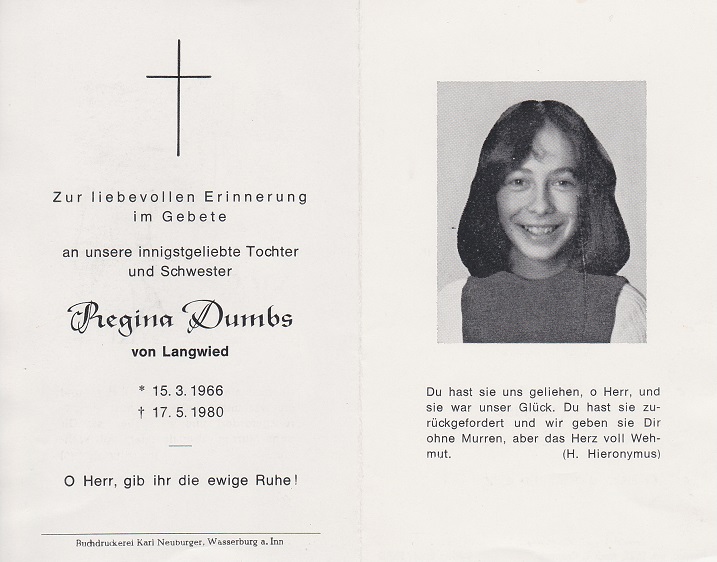 Zur liebevollen Erinnerung
im Gebete
an unsere innigstgeliebte Tochter
und Schwester
Regina Dumbs
von Langwied
* 15. 3. 1966
† 17. 5. 1980
O Herr, gib ihr die ewige Ruhe!
Buchdruckerei Karl Neuburger, Wasserburg a. Inn
Du hast sie uns geliehen, o Herr, und
sie war unser Glück. Du hast sie zu-
rückgefordert und wir geben sie Dir
ohne Murren, aber das Herz voll Weh-
mut. (H. Hieronymus)